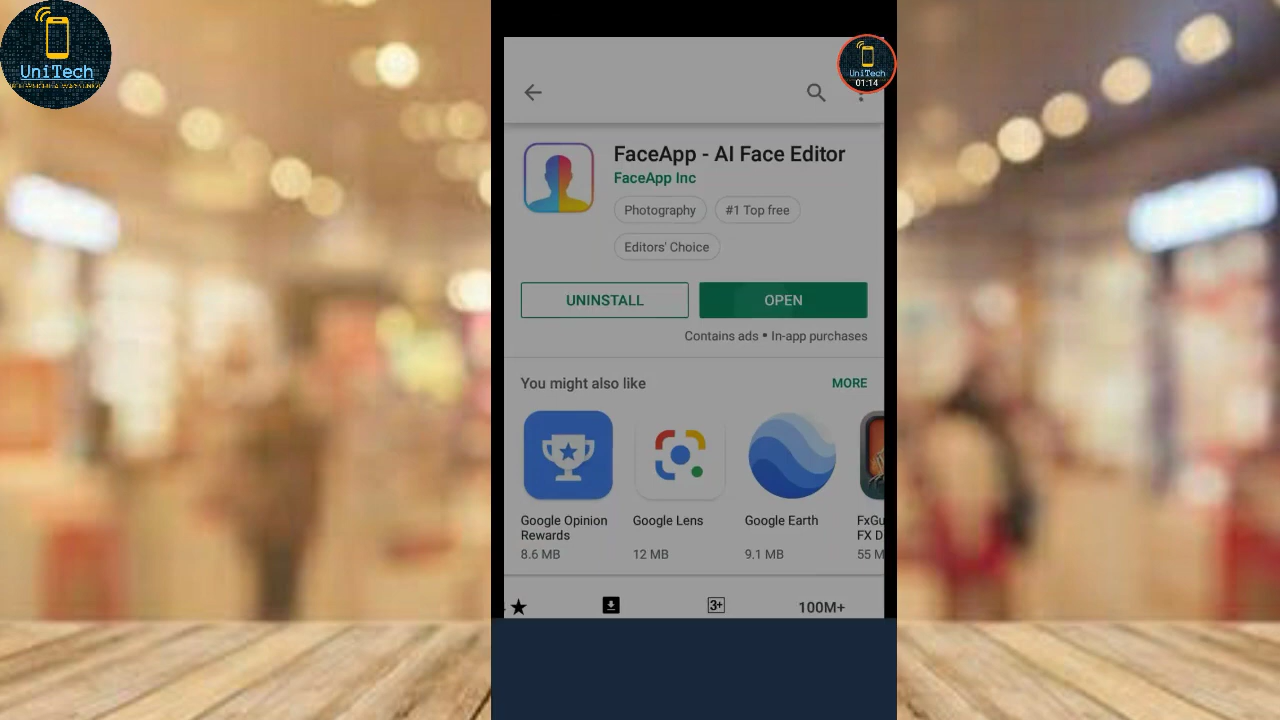 UniTech
UniTech
01:14
FaceApp - AI Face Editor
FaceApp Inc
Photography
#1 Top free
Editors' Choice
UNINSTALL
OPEN
Contains ads • In-app purchases
You might also like
MORE
Google Opinion
Rewards
8.6 MB
Google Lens
12 MB
Google Earth
9.1 MB
FxGu
FX D
55 M
3+
100M+